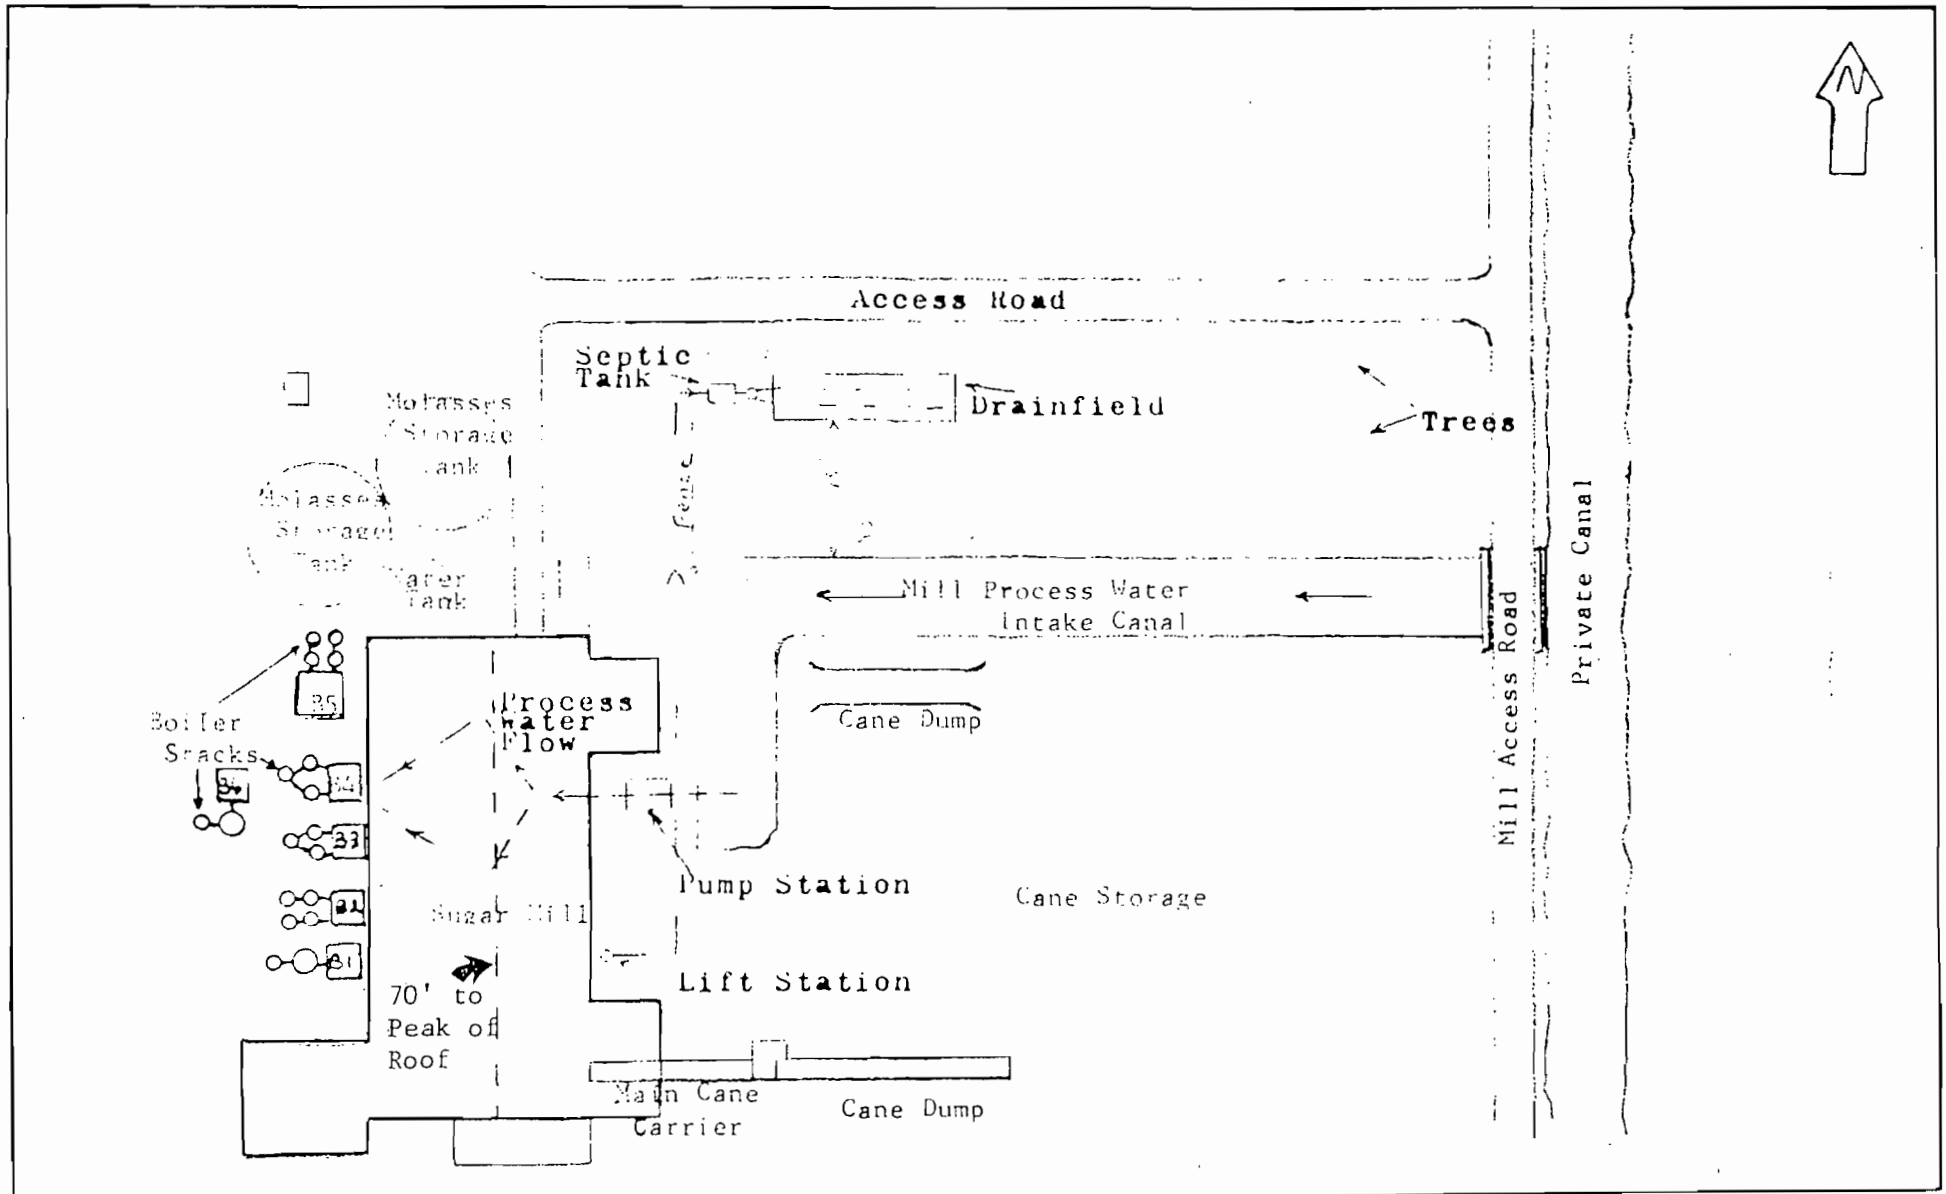 N
Access Road
Septic
Tank
Drainfield
Trees
Molasses
Storage
Tank
Molasses
Storage
Tank
Water
Tank
fence
Mill Process Water
Intake Canal
Mill Access Road
Private Canal
B5
Boiler
Sracks
Process
Water
Flow
Cane Dump
B4
B3
Pump Station
Cane Storage
Sugar Mill
B1
Lift Station
70' to
Peak of
Roof
Main Cane
Carrier
Cane Dump